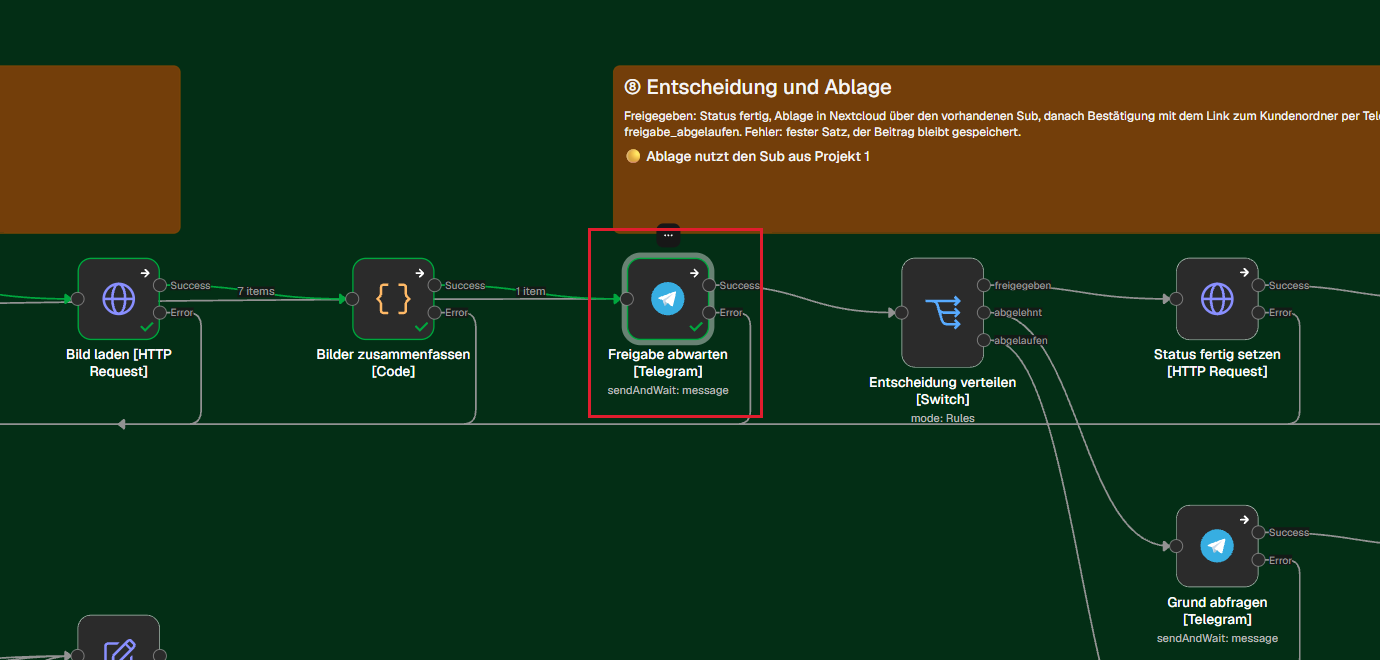 ⑧ Entscheidung und Ablage
Freigegeben: Status fertig, Ablage in Nextcloud über den vorhandenen Sub, danach Bestätigung mit dem Link zum Kundenordner per Tele
freigabe_abgelaufen. Fehler: fester Satz, der Beitrag bleibt gespeichert.
Ablage nutzt den Sub aus Projekt 1
Success
7 items
Error
Bild laden [HTTP
Request]
Success
1 item
Error
Bilder zusammenfassen
[Code]
...
Success
Error
Freigabe abwarten
[Telegram]
sendAndWait: message
freigegeben
abgelehnt
abgelaufen
Entscheidung verteilen
[Switch]
mode: Rules
Success
Error
Status fertig setzen
[HTTP Request]
Success
Error
Grund abfragen
[Telegram]
sendAndWait: message